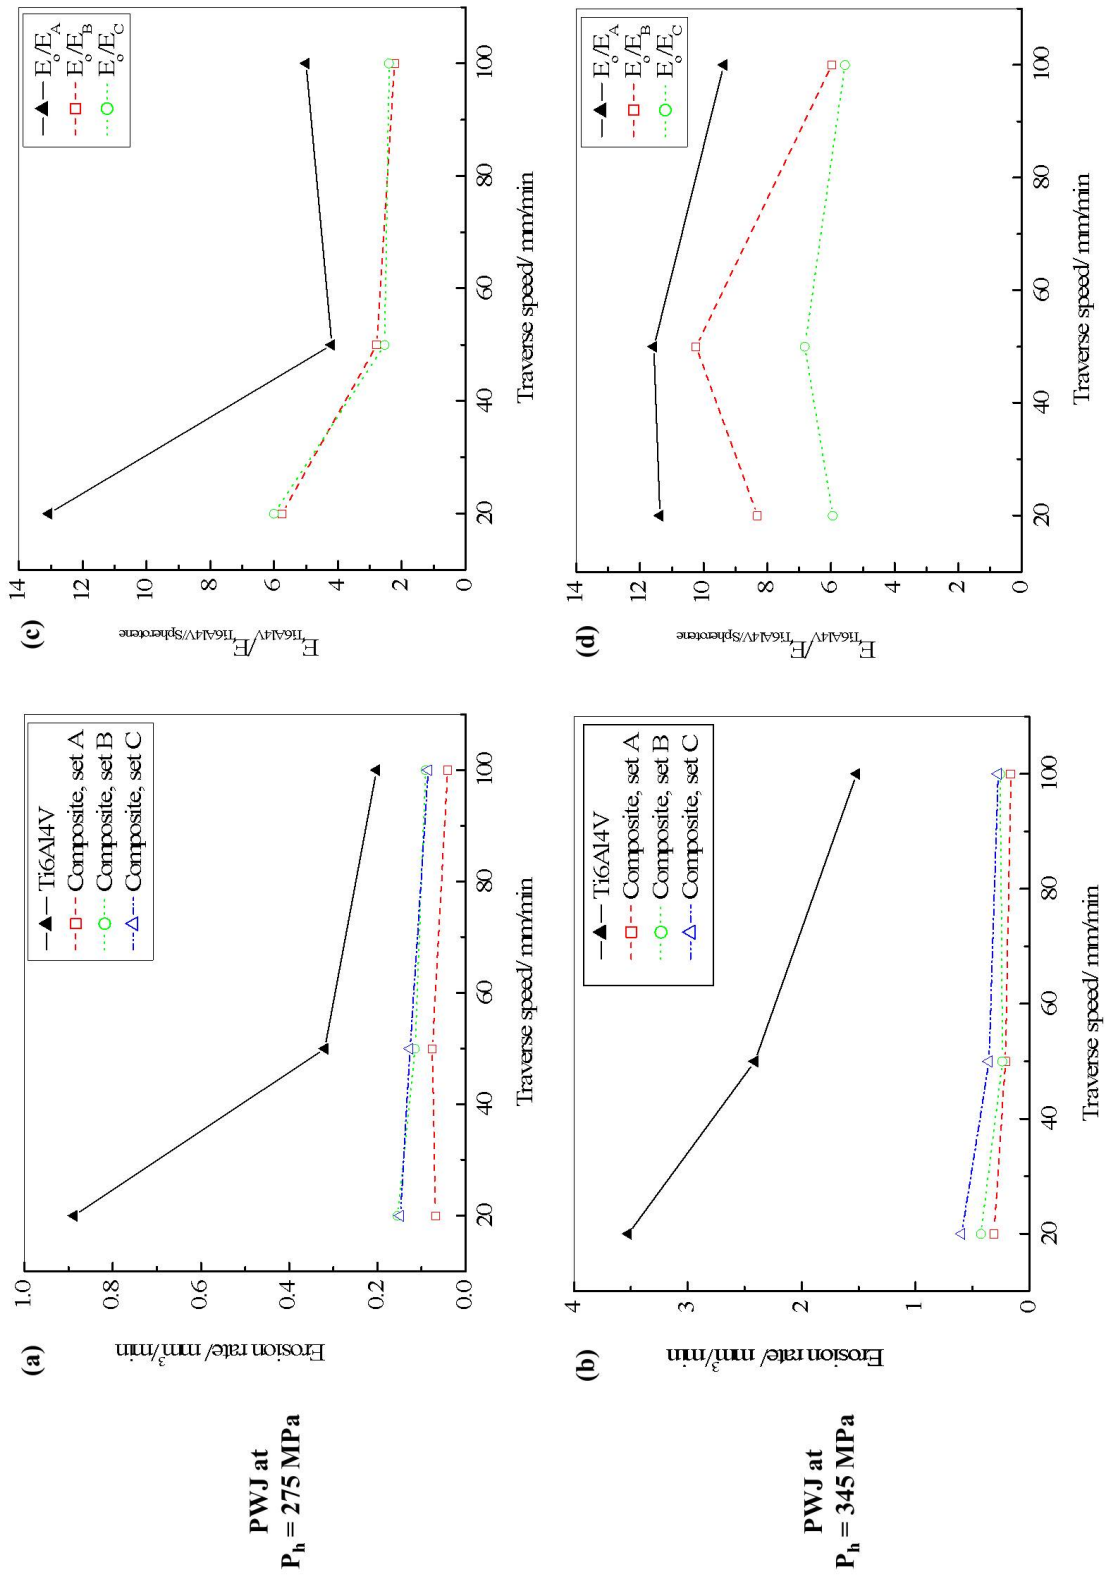 PWJ at
P_h = 275 MPa
(a)
Erosion rate/ mm³/min
1.0
0.8
0.6
0.4
0.2
0.0
20
40
60
80
100
Traverse speed/ mm/min
Ti6Al4V
Composite, set A
Composite, set B
Composite, set C
(c)
E,Ti6Al4V/E,Ti6Al4V/Spherotene
14
12
10
8
6
4
2
0
20
40
60
80
100
Traverse speed/ mm/min
E_o/E_A
E_o/E_B
E_o/E_C
PWJ at
P_h = 345 MPa
(b)
Erosion rate/ mm³/min
4
3
2
1
0
20
40
60
80
100
Traverse speed/ mm/min
Ti6Al4V
Composite, set A
Composite, set B
Composite, set C
(d)
E,Ti6Al4V/E,Ti6Al4V/Spherotene
14
12
10
8
6
4
2
0
20
40
60
80
100
Traverse speed/ mm/min
E_o/E_A
E_o/E_B
E_o/E_C